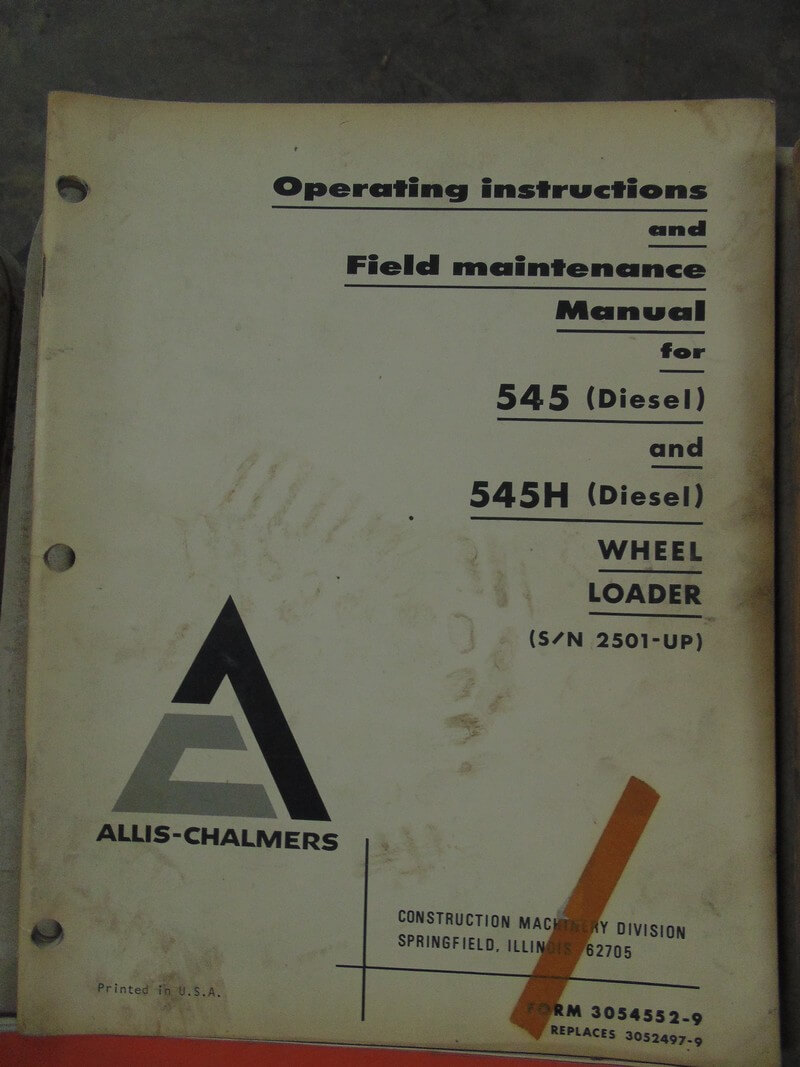 Operating instructions
and
Field maintenance
Manual
for
545 (Diesel)
and
545H (Diesel)
WHEEL
LOADER
(S/N 2501-UP)
ALLIS-CHALMERS
CONSTRUCTION MACHINERY DIVISION
SPRINGFIELD, ILLINOIS 62705
Printed in U.S.A.
FORM 3054552-9
REPLACES 3052497-9